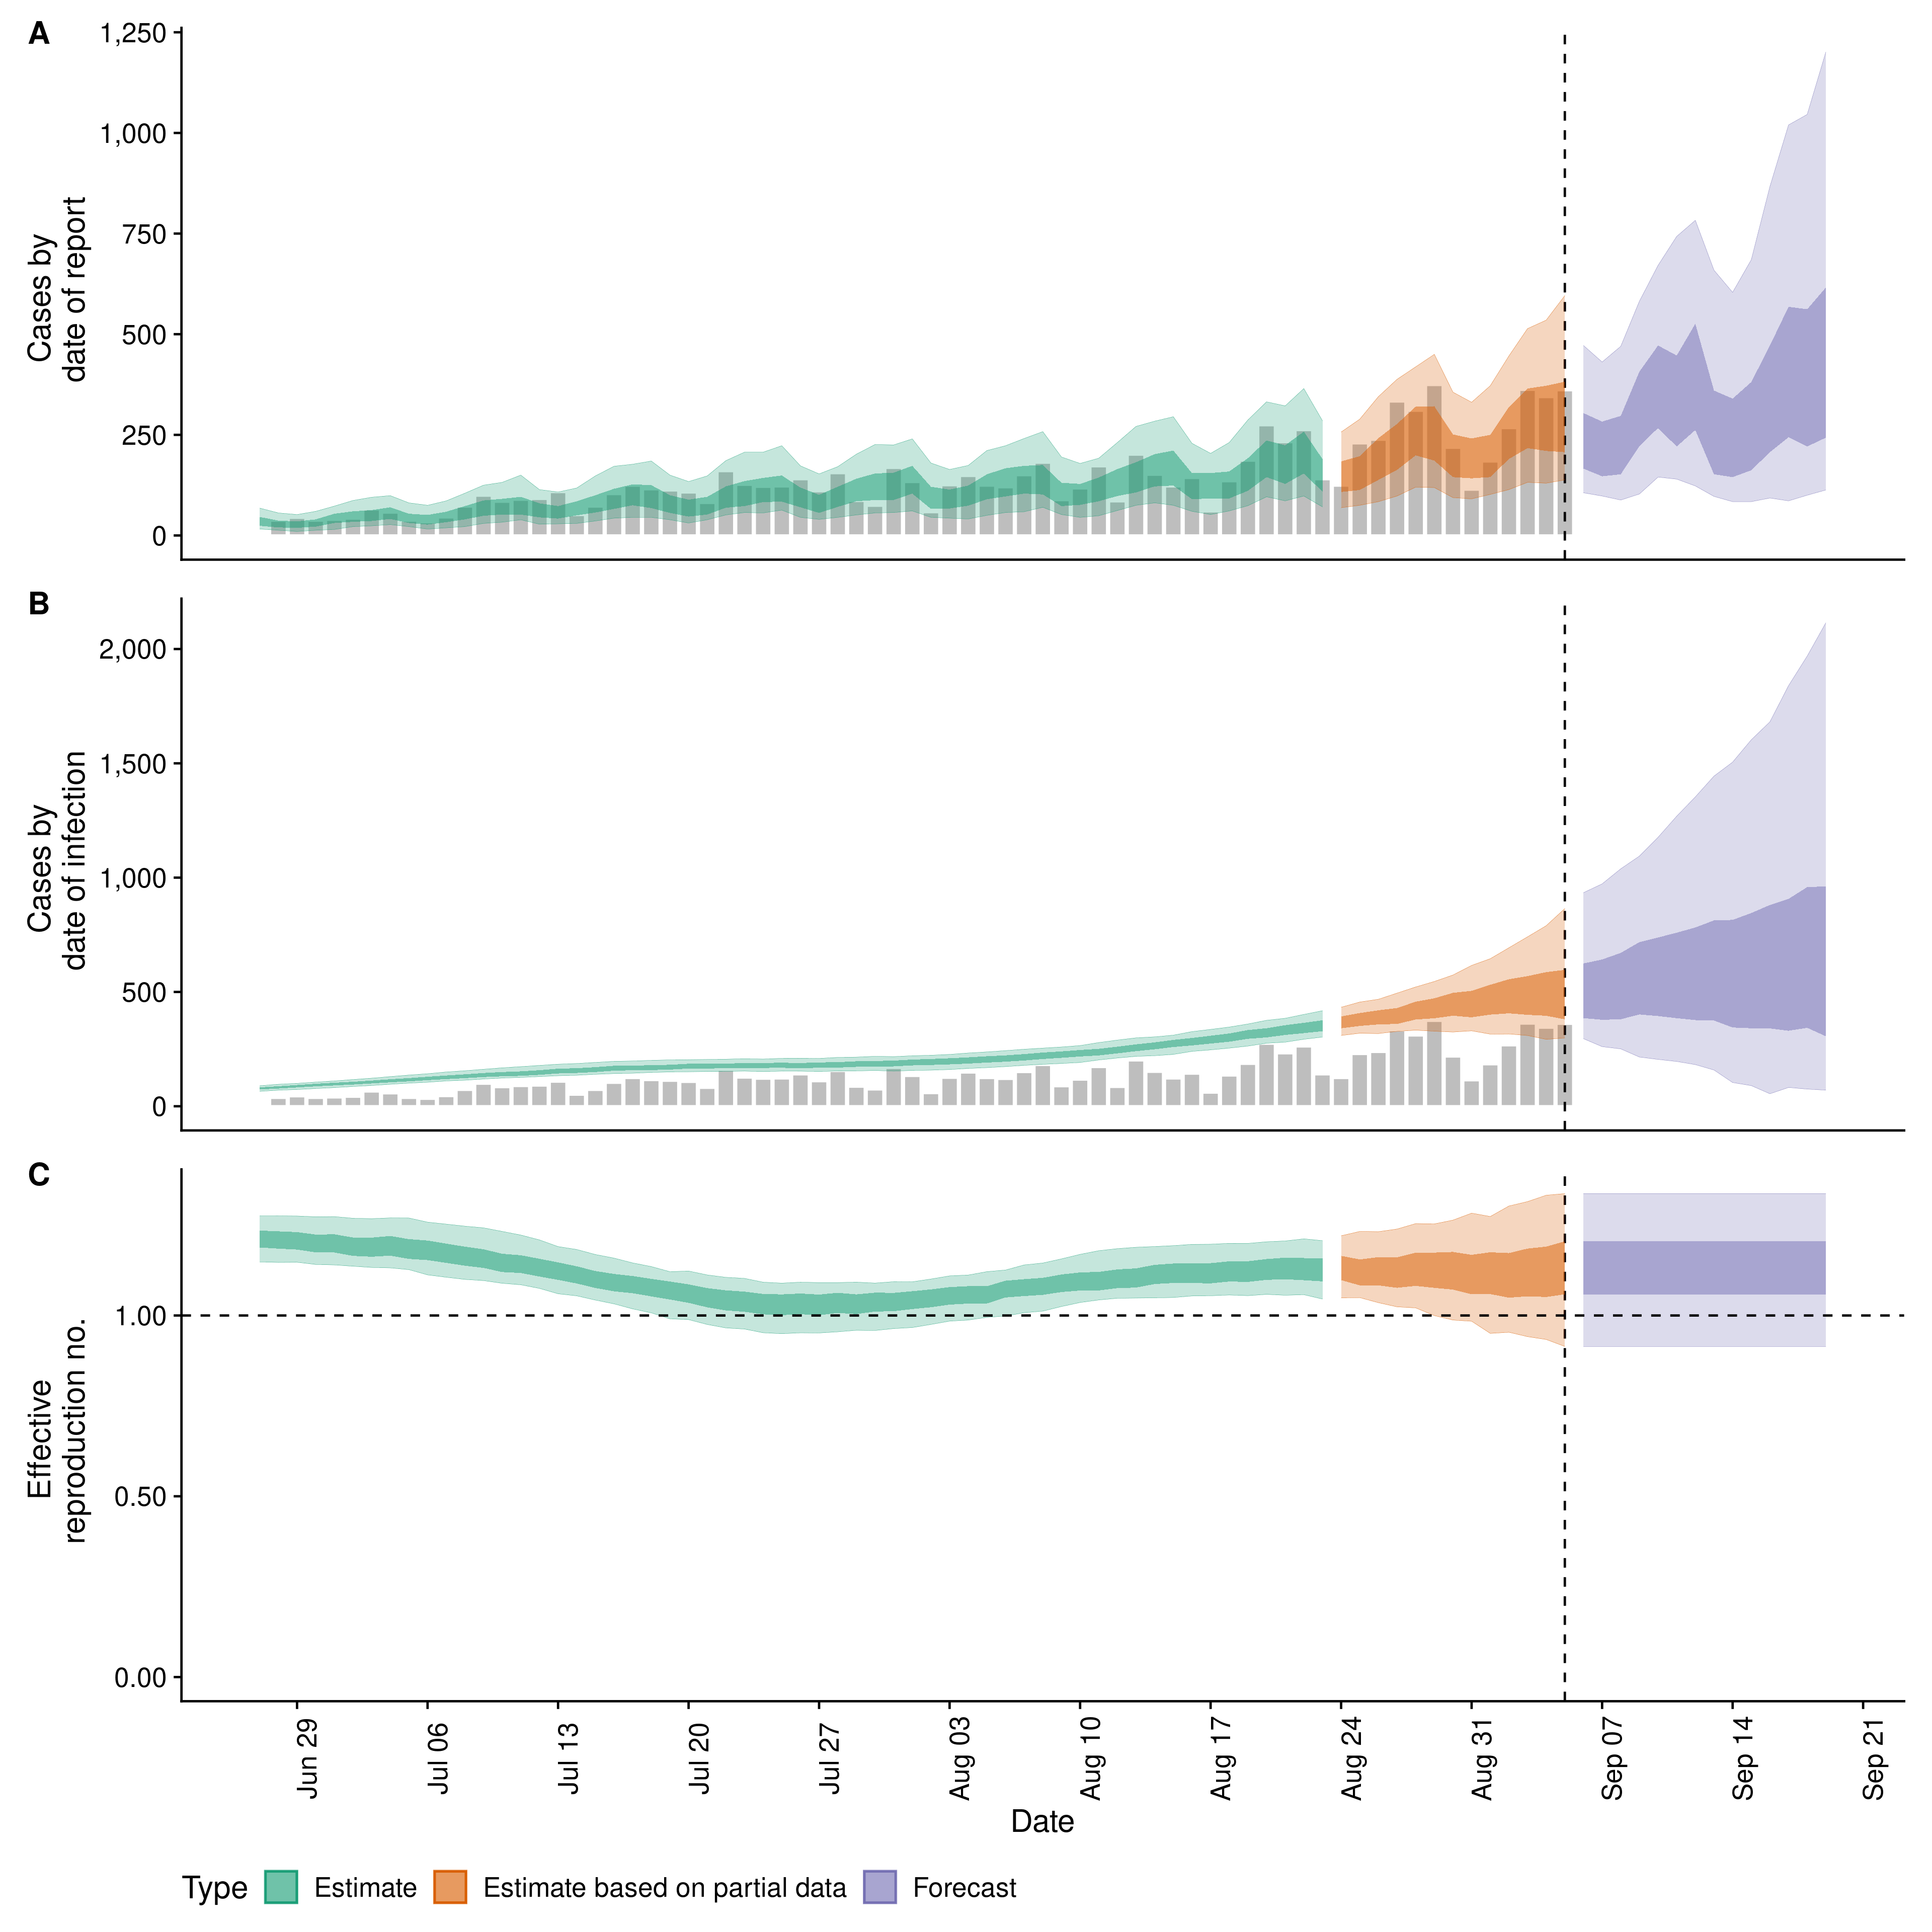 A
1,250
1,000
750
500
250
0
Cases by
date of report
B
2,000
1,500
1,000
500
0
Cases by
date of infection
C
1.00
0.50
0.00
Effective
reproduction no.
Jun 29
Jul 06
Jul 13
Jul 20
Jul 27
Aug 03
Aug 10
Aug 17
Aug 24
Aug 31
Sep 07
Sep 14
Sep 21
Date
Type Estimate Estimate based on partial data Forecast